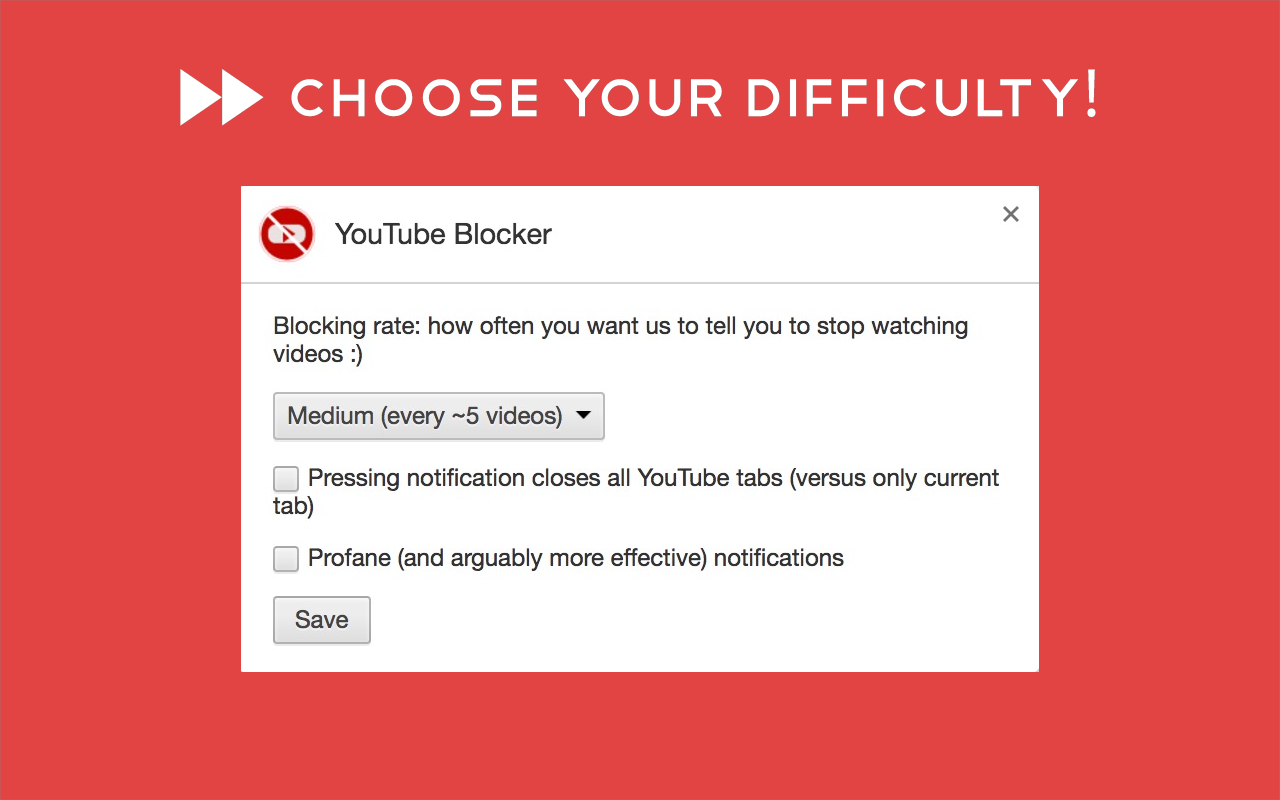 CHOOSE YOUR DIFFICULTY!
YouTube Blocker
Blocking rate: how often you want us to tell you to stop watching
videos :)
Medium (every ~5 videos)
Pressing notification closes all YouTube tabs (versus only current
tab)
Profane (and arguably more effective) notifications
Save